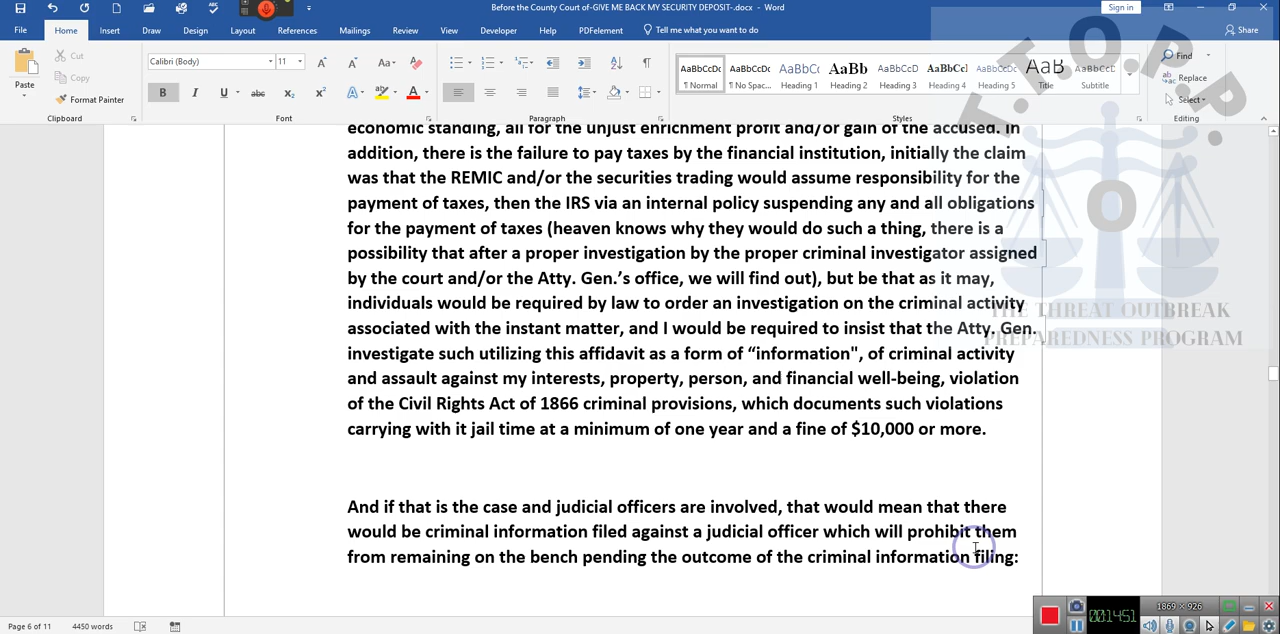 Before the County Court of-GIVE ME BACK MY SECURITY DEPOSIT-.docx - Word
Sign in
File Home Insert Draw Design Layout References Mailings Review View Developer Help PDFelement Tell me what you want to do Share
Cut
Copy
Format Painter
Paste
Calibri (Body) 11
Normal No Spac... Heading 1 Heading 2 Heading 3 Heading 4 Heading 5 Title Subtitle
Find
Replace
Select
Clipboard Font Paragraph Styles Editing
T.T.O.P.P.
O
THE THREAT OUTBREAK
PREPAREDNESS PROGRAM
economic standing, all for the unjust enrichment profit and/or gain of the accused. In
addition, there is the failure to pay taxes by the financial institution, initially the claim
was that the REMIC and/or the securities trading would assume responsibility for the
payment of taxes, then the IRS via an internal policy suspending any and all obligations
for the payment of taxes (heaven knows why they would do such a thing, there is a
possibility that after a proper investigation by the proper criminal investigator assigned
by the court and/or the Atty. Gen.’s office, we will find out), but be that as it may,
individuals would be required by law to order an investigation on the criminal activity
associated with the instant matter, and I would be required to insist that the Atty. Gen.
investigate such utilizing this affidavit as a form of “information", of criminal activity
and assault against my interests, property, person, and financial well-being, violation
of the Civil Rights Act of 1866 criminal provisions, which documents such violations
carrying with it jail time at a minimum of one year and a fine of $10,000 or more.
And if that is the case and judicial officers are involved, that would mean that there
would be criminal information filed against a judicial officer which will prohibit them
from remaining on the bench pending the outcome of the criminal information filing:
1869 × 926
Page 6 of 11 4450 words